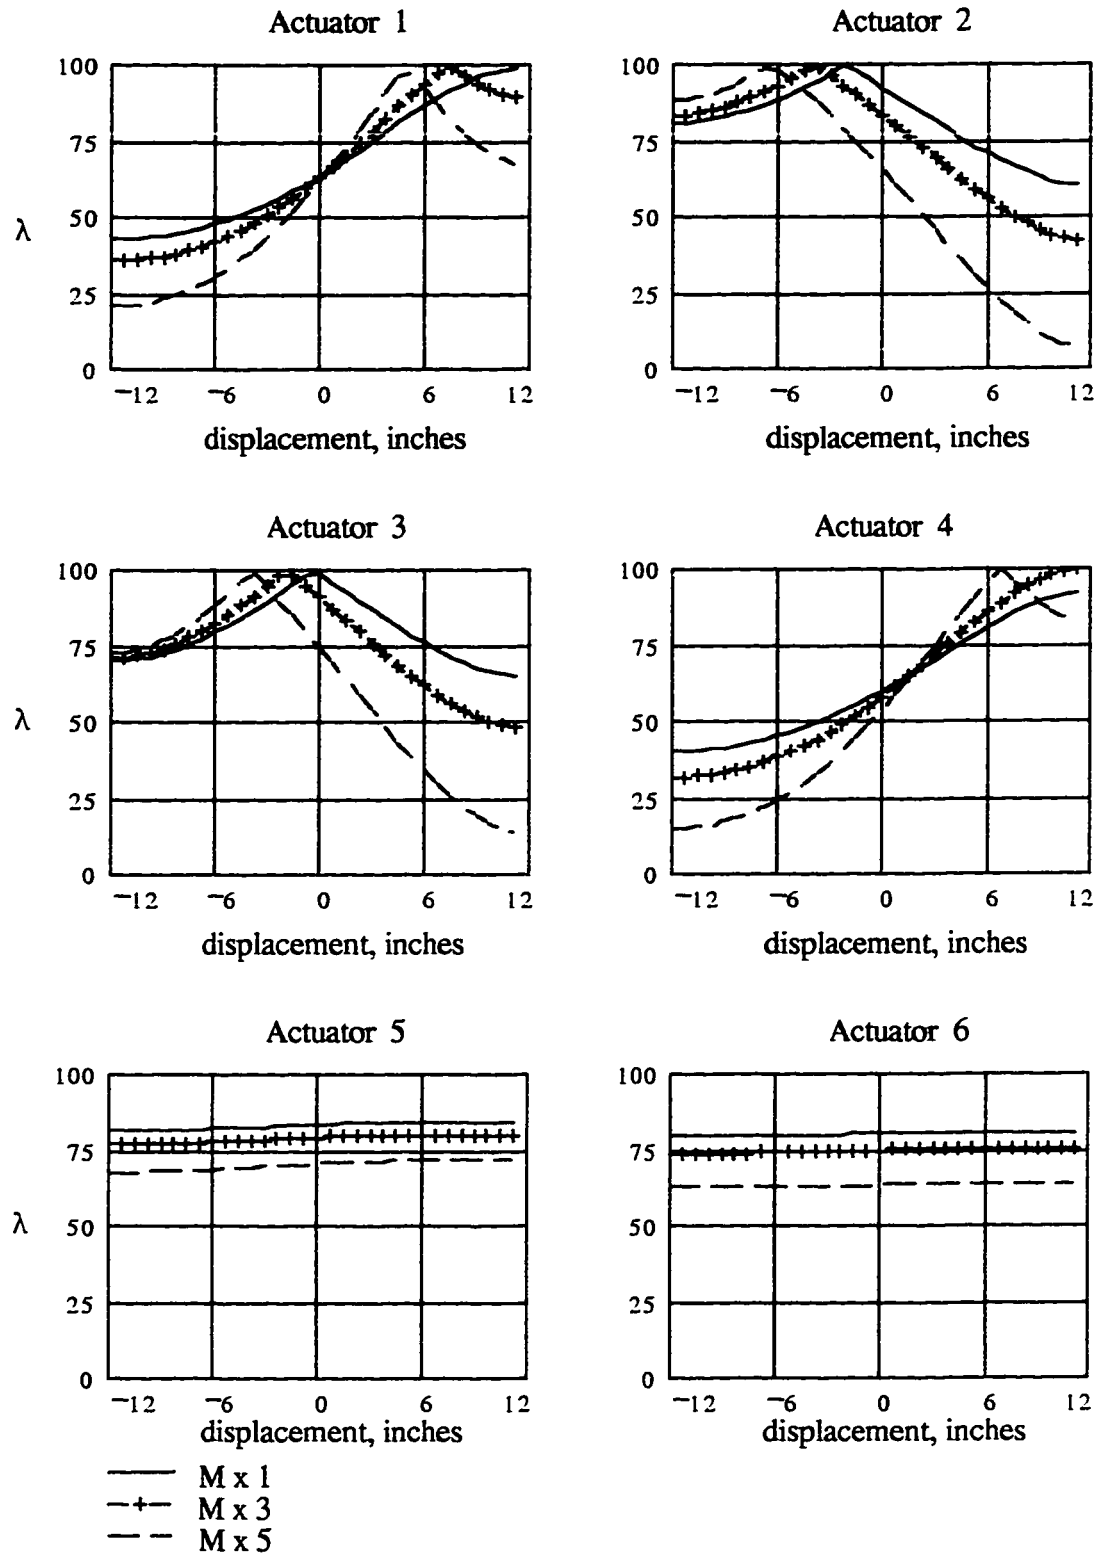 Actuator 1
100
75
λ 50
25
0
−12 −6 0 6 12
displacement, inches
Actuator 2
100
75
50
25
0
−12 −6 0 6 12
displacement, inches
Actuator 3
100
75
λ 50
25
0
−12 −6 0 6 12
displacement, inches
Actuator 4
100
75
50
25
0
−12 −6 0 6 12
displacement, inches
Actuator 5
100
75
λ 50
25
0
−12 −6 0 6 12
displacement, inches
Actuator 6
100
75
50
25
0
−12 −6 0 6 12
displacement, inches
M x 1
M x 3
M x 5